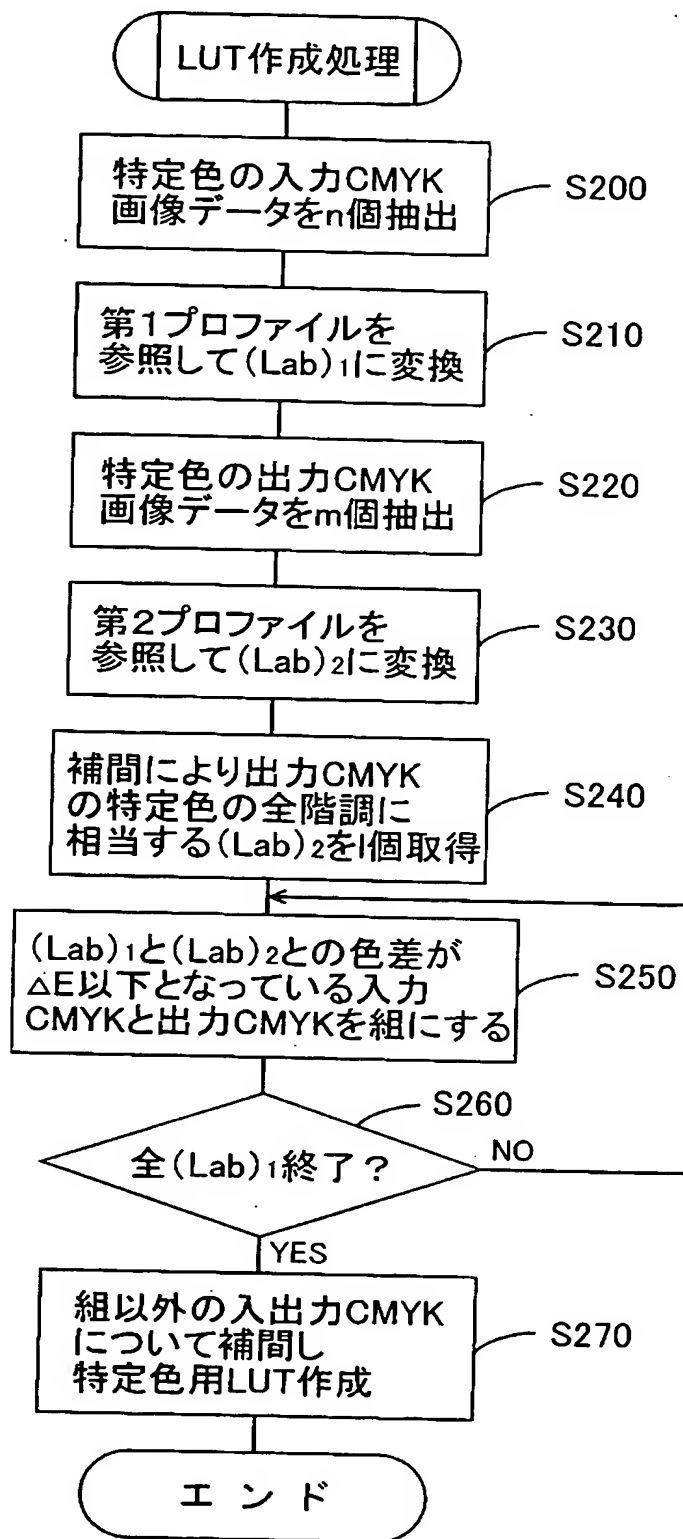 LUT作成処理
特定色の入力CMYK
画像データをn個抽出
S200
第1プロファイルを
参照して(Lab)₁に変換
S210
特定色の出力CMYK
画像データをm個抽出
S220
第2プロファイルを
参照して(Lab)₂に変換
S230
補間により出力CMYK
の特定色の全階調に
相当する(Lab)₂をl個取得
S240
(Lab)₁と(Lab)₂との色差が
△E以下となっている入力
CMYKと出力CMYKを組にする
S250
S260
全(Lab)₁終了?
NO
YES
組以外の入出力CMYK
について補間し
特定色用LUT作成
S270
エンド